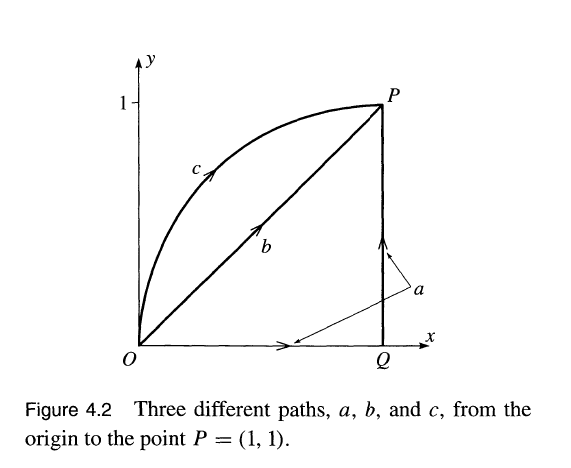 y
1
P
c
b
a
x
O
Q
Figure 4.2 Three different paths, a, b, and c, from the
origin to the point P = (1, 1).